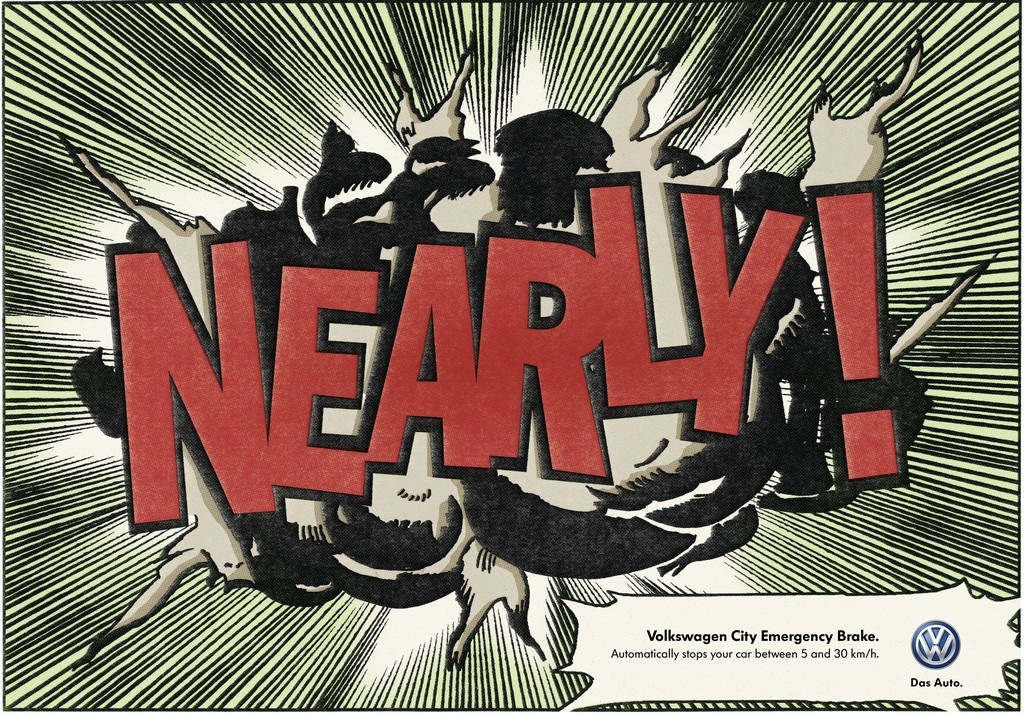 NEARLY!
Volkswagen City Emergency Brake.
Automatically stops your car between 5 and 30 km/h.
Das Auto.